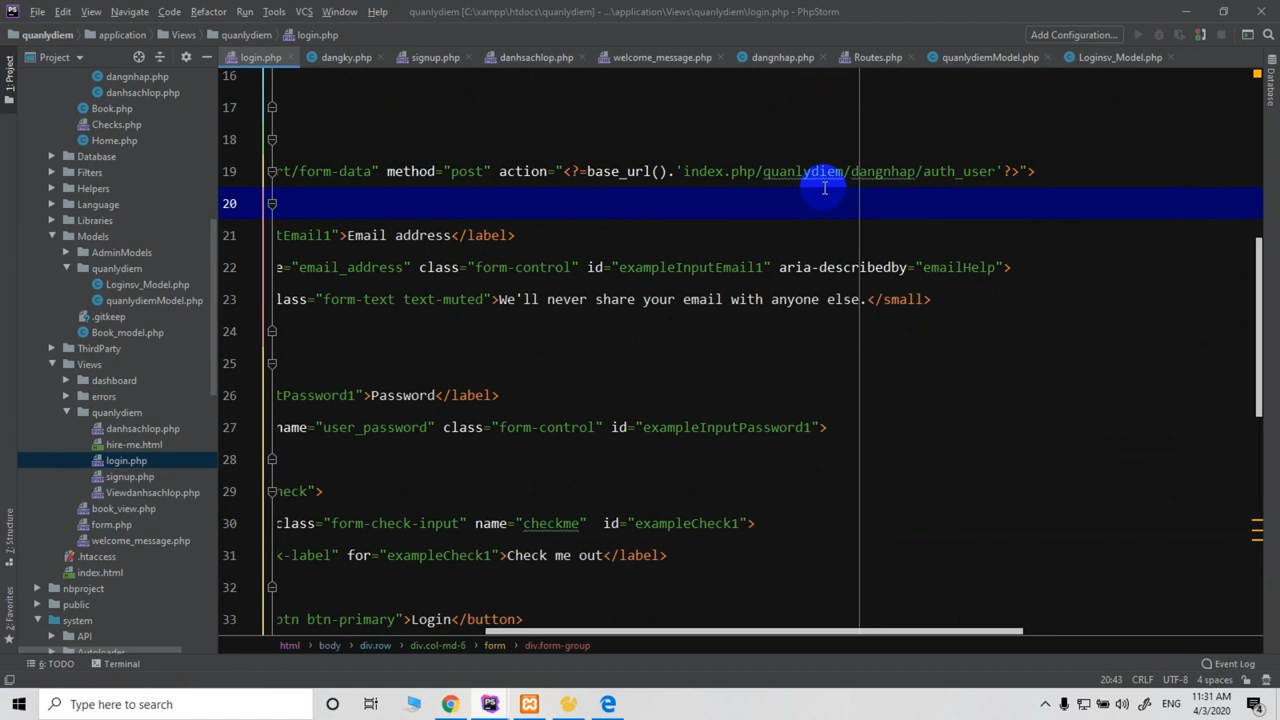 File Edit View Navigate Code Refactor Run Tools VCS Window Help quanlydiem [C:\xampp\htdocs\quanlydiem] - ...\application\Views\quanlydiem\login.php - PhpStorm
quanlydiem application Views quanlydiem login.php Add Configuration...
Project login.php dangky.php signup.php danhsachlop.php welcome_message.php dangnhap.php Routes.php quanlydiemModel.php Loginsv_Model.php
1: Project
Database
dangnhap.php
danhsachlop.php
Book.php
Checks.php
Home.php
Database
Filters
Helpers
Language
Libraries
Models
AdminModels
quanlydiem
Loginsv_Model.php
quanlydiemModel.php
.gitkeep
Book_model.php
ThirdParty
Views
dashboard
errors
quanlydiem
danhsachlop.php
hire-me.html
login.php
signup.php
Viewdanhsachlop.php
book_view.php
form.php
welcome_message.php
.htaccess
index.html
nbproject
public
system
API
Autoloader
Z: Structure
2: Favorites
16
17
18
19 rt/form-data" method="post" action="<?=base_url().'index.php/quanlydiem/dangnhap/auth_user'?>">
20
21 tEmail1">Email address</label>
22 e="email_address" class="form-control" id="exampleInputEmail1" aria-describedby="emailHelp">
23 lass="form-text text-muted">We'll never share your email with anyone else.</small>
24
25
26 tPassword1">Password</label>
27 name="user_password" class="form-control" id="exampleInputPassword1">
28
29 heck">
30 class="form-check-input" name="checkme" id="exampleCheck1">
31 k-label" for="exampleCheck1">Check me out</label>
32
33 btn btn-primary">Login</button>
html body div.row div.col-md-6 form div.form-group
6: TODO Terminal Event Log
20:43 CRLF UTF-8 4 spaces
Type here to search ENG 11:31 AM 4/3/2020 4